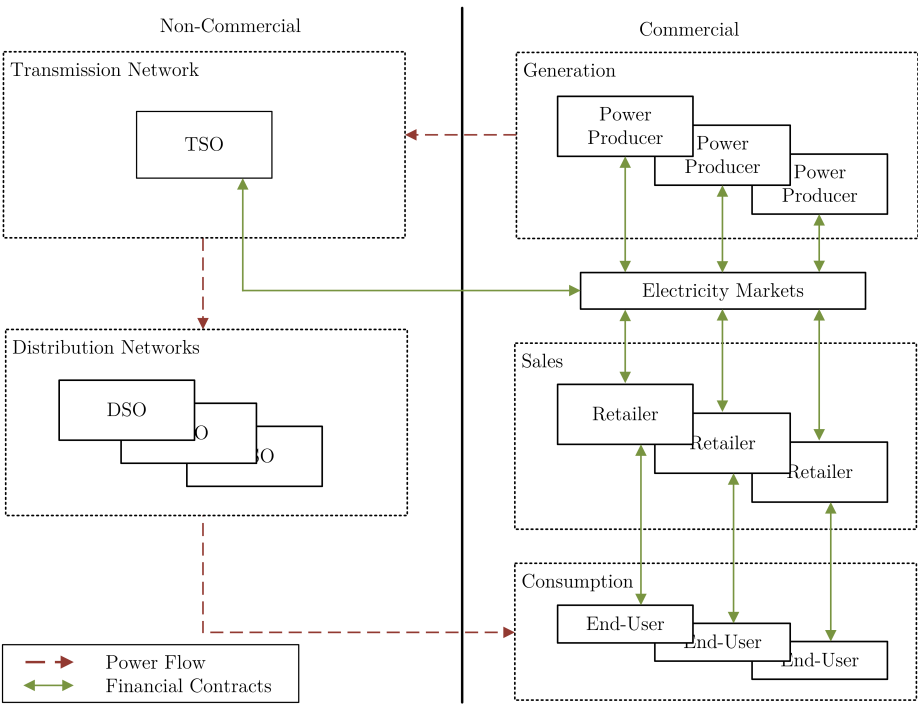 Non-Commercial
Commercial
Transmission Network
TSO
Generation
Power
Producer
Power
Producer
Power
Producer
Electricity Markets
Distribution Networks
DSO
O
SO
Sales
Retailer
Retailer
Retailer
Consumption
End-User
End-User
End-User
Power Flow
Financial Contracts